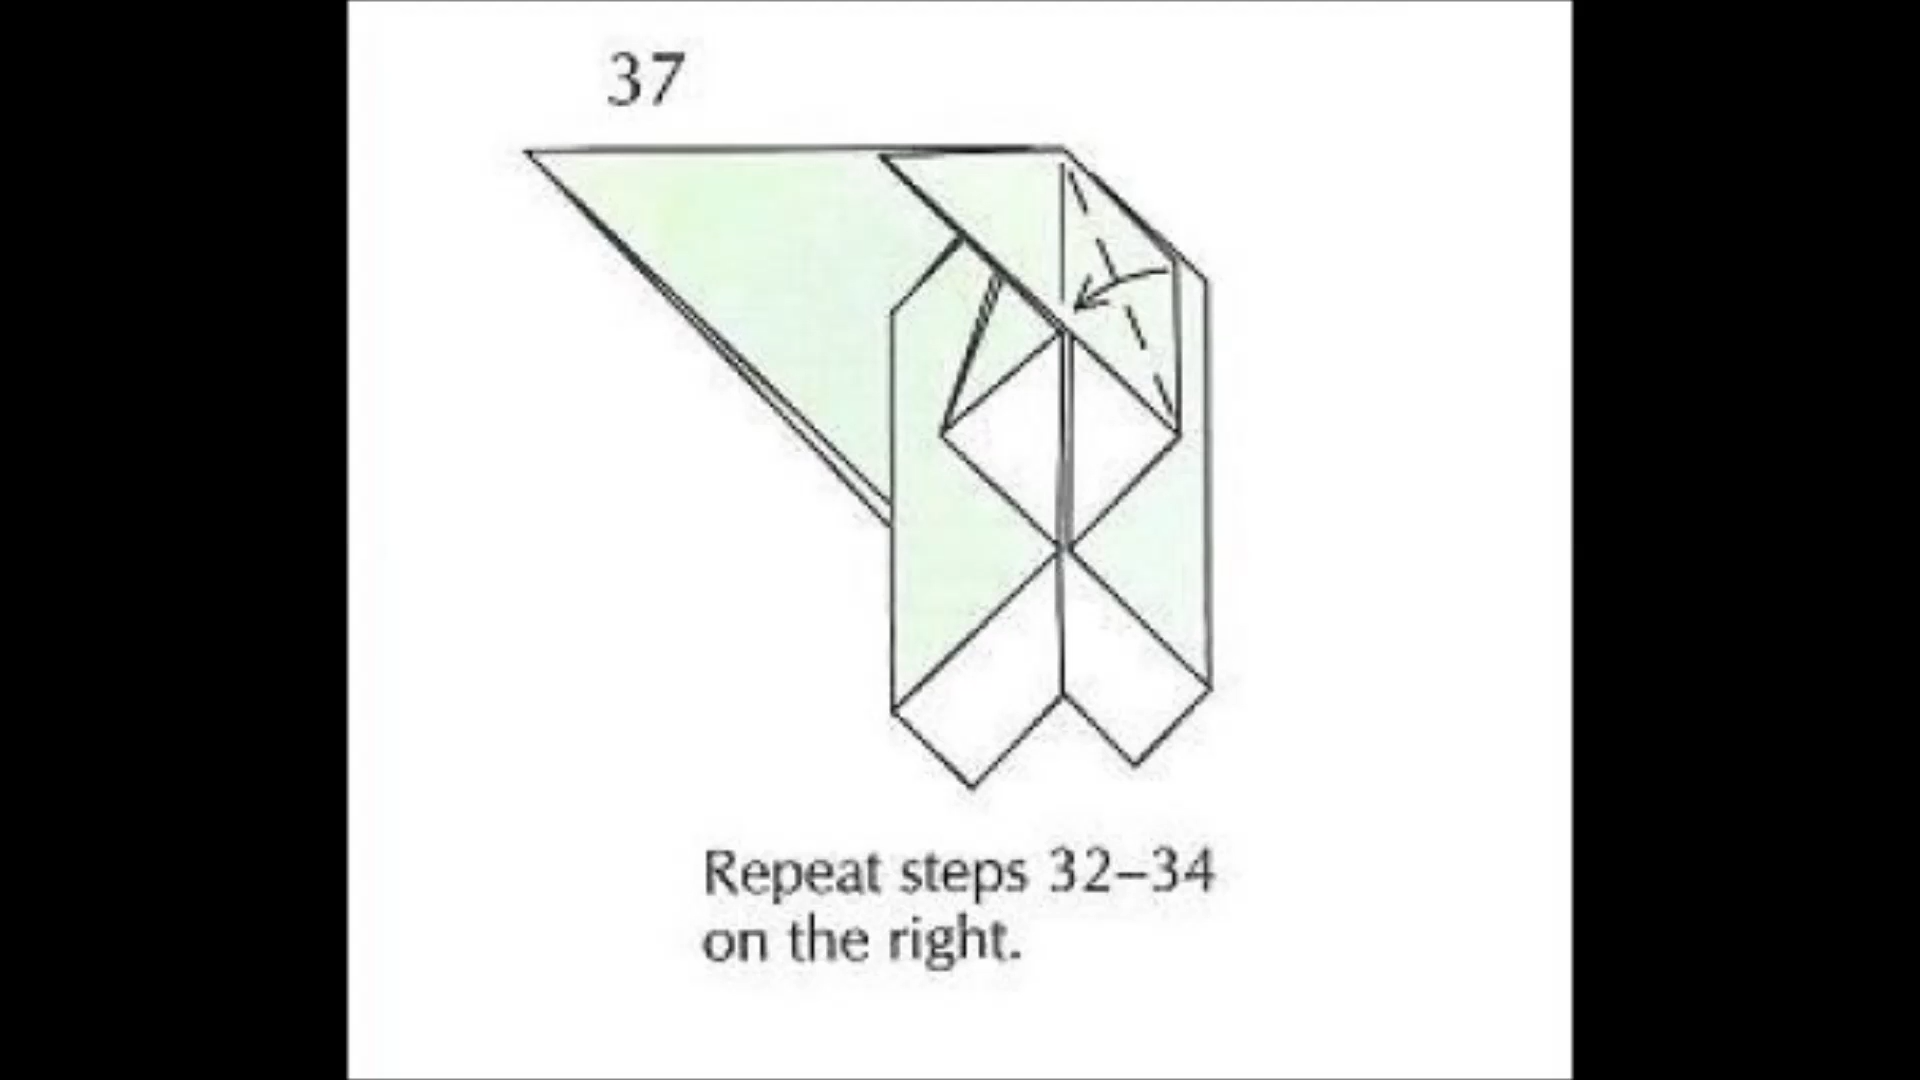 37
Repeat steps 32–34
on the right.